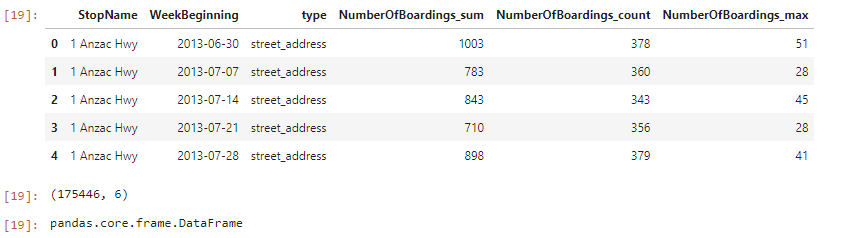 [19]: StopName WeekBeginning type NumberOfBoardings_sum NumberOfBoardings_count NumberOfBoardings_max
0 1 Anzac Hwy 2013-06-30 street_address 1003 378 51
1 1 Anzac Hwy 2013-07-07 street_address 783 360 28
2 1 Anzac Hwy 2013-07-14 street_address 843 343 45
3 1 Anzac Hwy 2013-07-21 street_address 710 356 28
4 1 Anzac Hwy 2013-07-28 street_address 898 379 41
[19]: (175446, 6)
[19]: pandas.core.frame.DataFrame